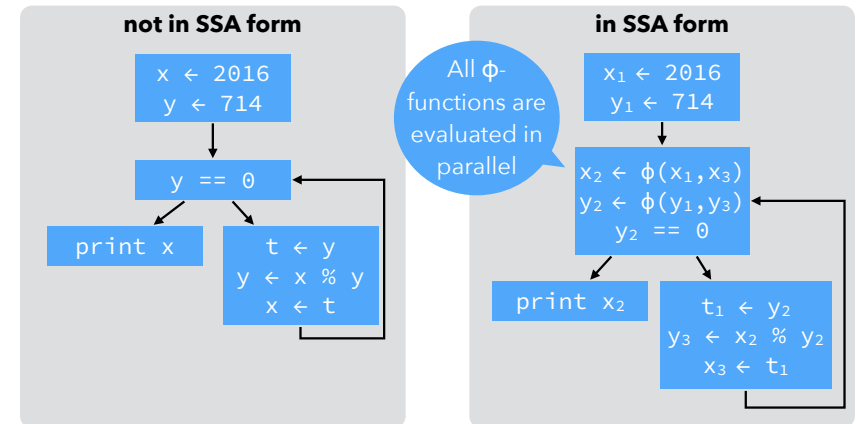 not in SSA form
x ← 2016
y ← 714
y == 0
print x
t ← y
y ← x % y
x ← t
in SSA form
All ϕ-
functions are
evaluated in
parallel
x₁ ← 2016
y₁ ← 714
x₂ ← ϕ(x₁,x₃)
y₂ ← ϕ(y₁,y₃)
y₂ == 0
print x₂
t₁ ← y₂
y₃ ← x₂ % y₂
x₃ ← t₁